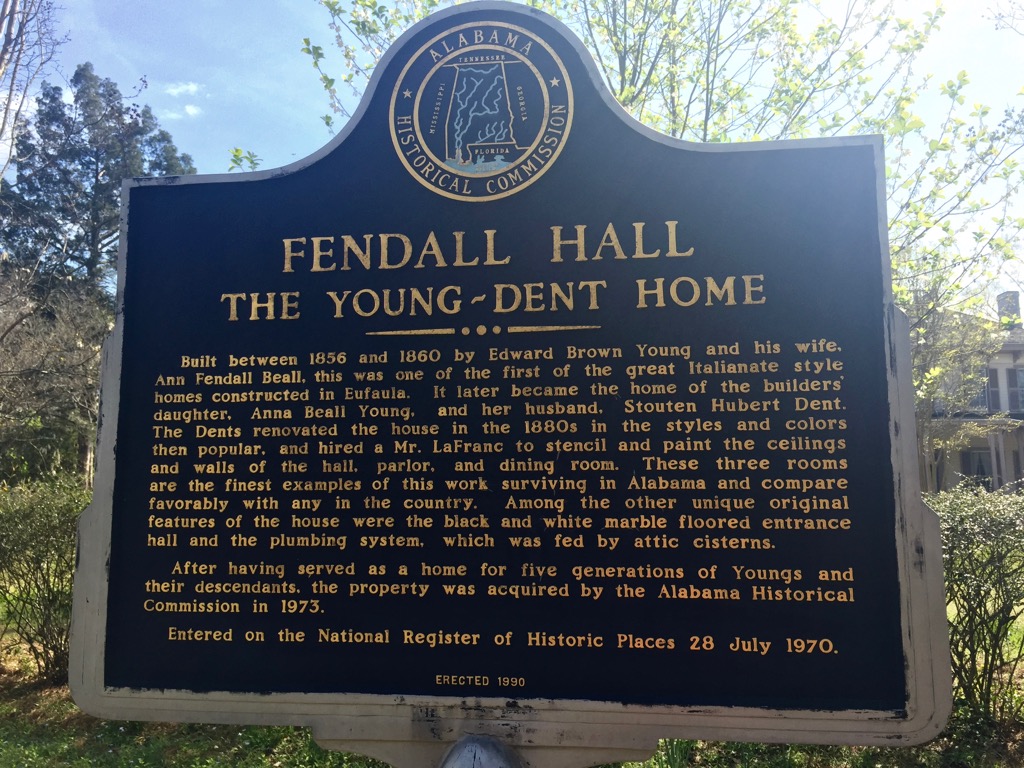 ALABAMA
HISTORICAL COMMISSION
TENNESSEE
MISSISSIPPI
GEORGIA
FLORIDA
FENDALL HALL
THE YOUNG~DENT HOME
Built between 1856 and 1860 by Edward Brown Young and his wife,
Ann Fendall Beall, this was one of the first of the great Italianate style
homes constructed in Eufaula. It later became the home of the builders'
daughter, Anna Beall Young, and her husband, Stouten Hubert Dent.
The Dents renovated the house in the 1880s in the styles and colors
then popular, and hired a Mr. LaFranc to stencil and paint the ceilings
and walls of the hall, parlor, and dining room. These three rooms
are the finest examples of this work surviving in Alabama and compare
favorably with any in the country. Among the other unique original
features of the house were the black and white marble floored entrance
hall and the plumbing system, which was fed by attic cisterns.
After having served as a home for five generations of Youngs and
their descendants, the property was acquired by the Alabama Historical
Commission in 1973.
Entered on the National Register of Historic Places 28 July 1970.
ERECTED 1990